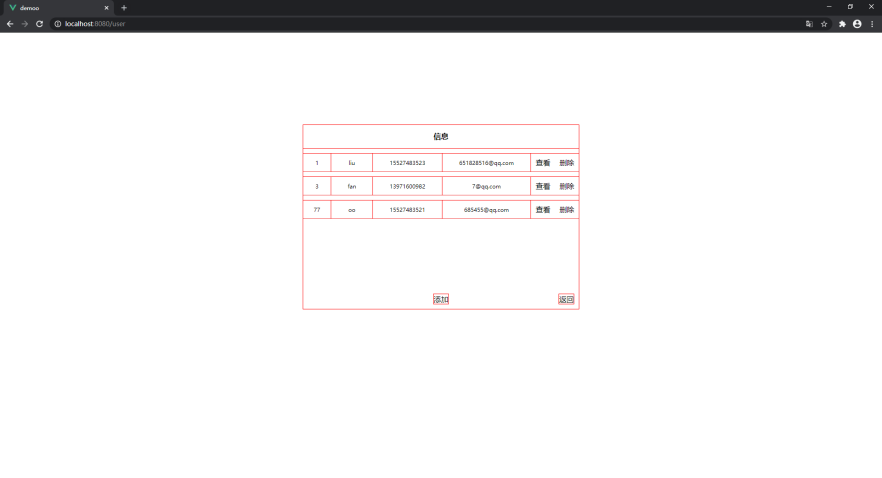 demoo
localhost:8080/user
信息
1 liu 15527483523 651828516@qq.com 查看 删除
3 fan 13971600982 7@qq.com 查看 删除
77 oo 15527483521 685455@qq.com 查看 删除
添加 返回